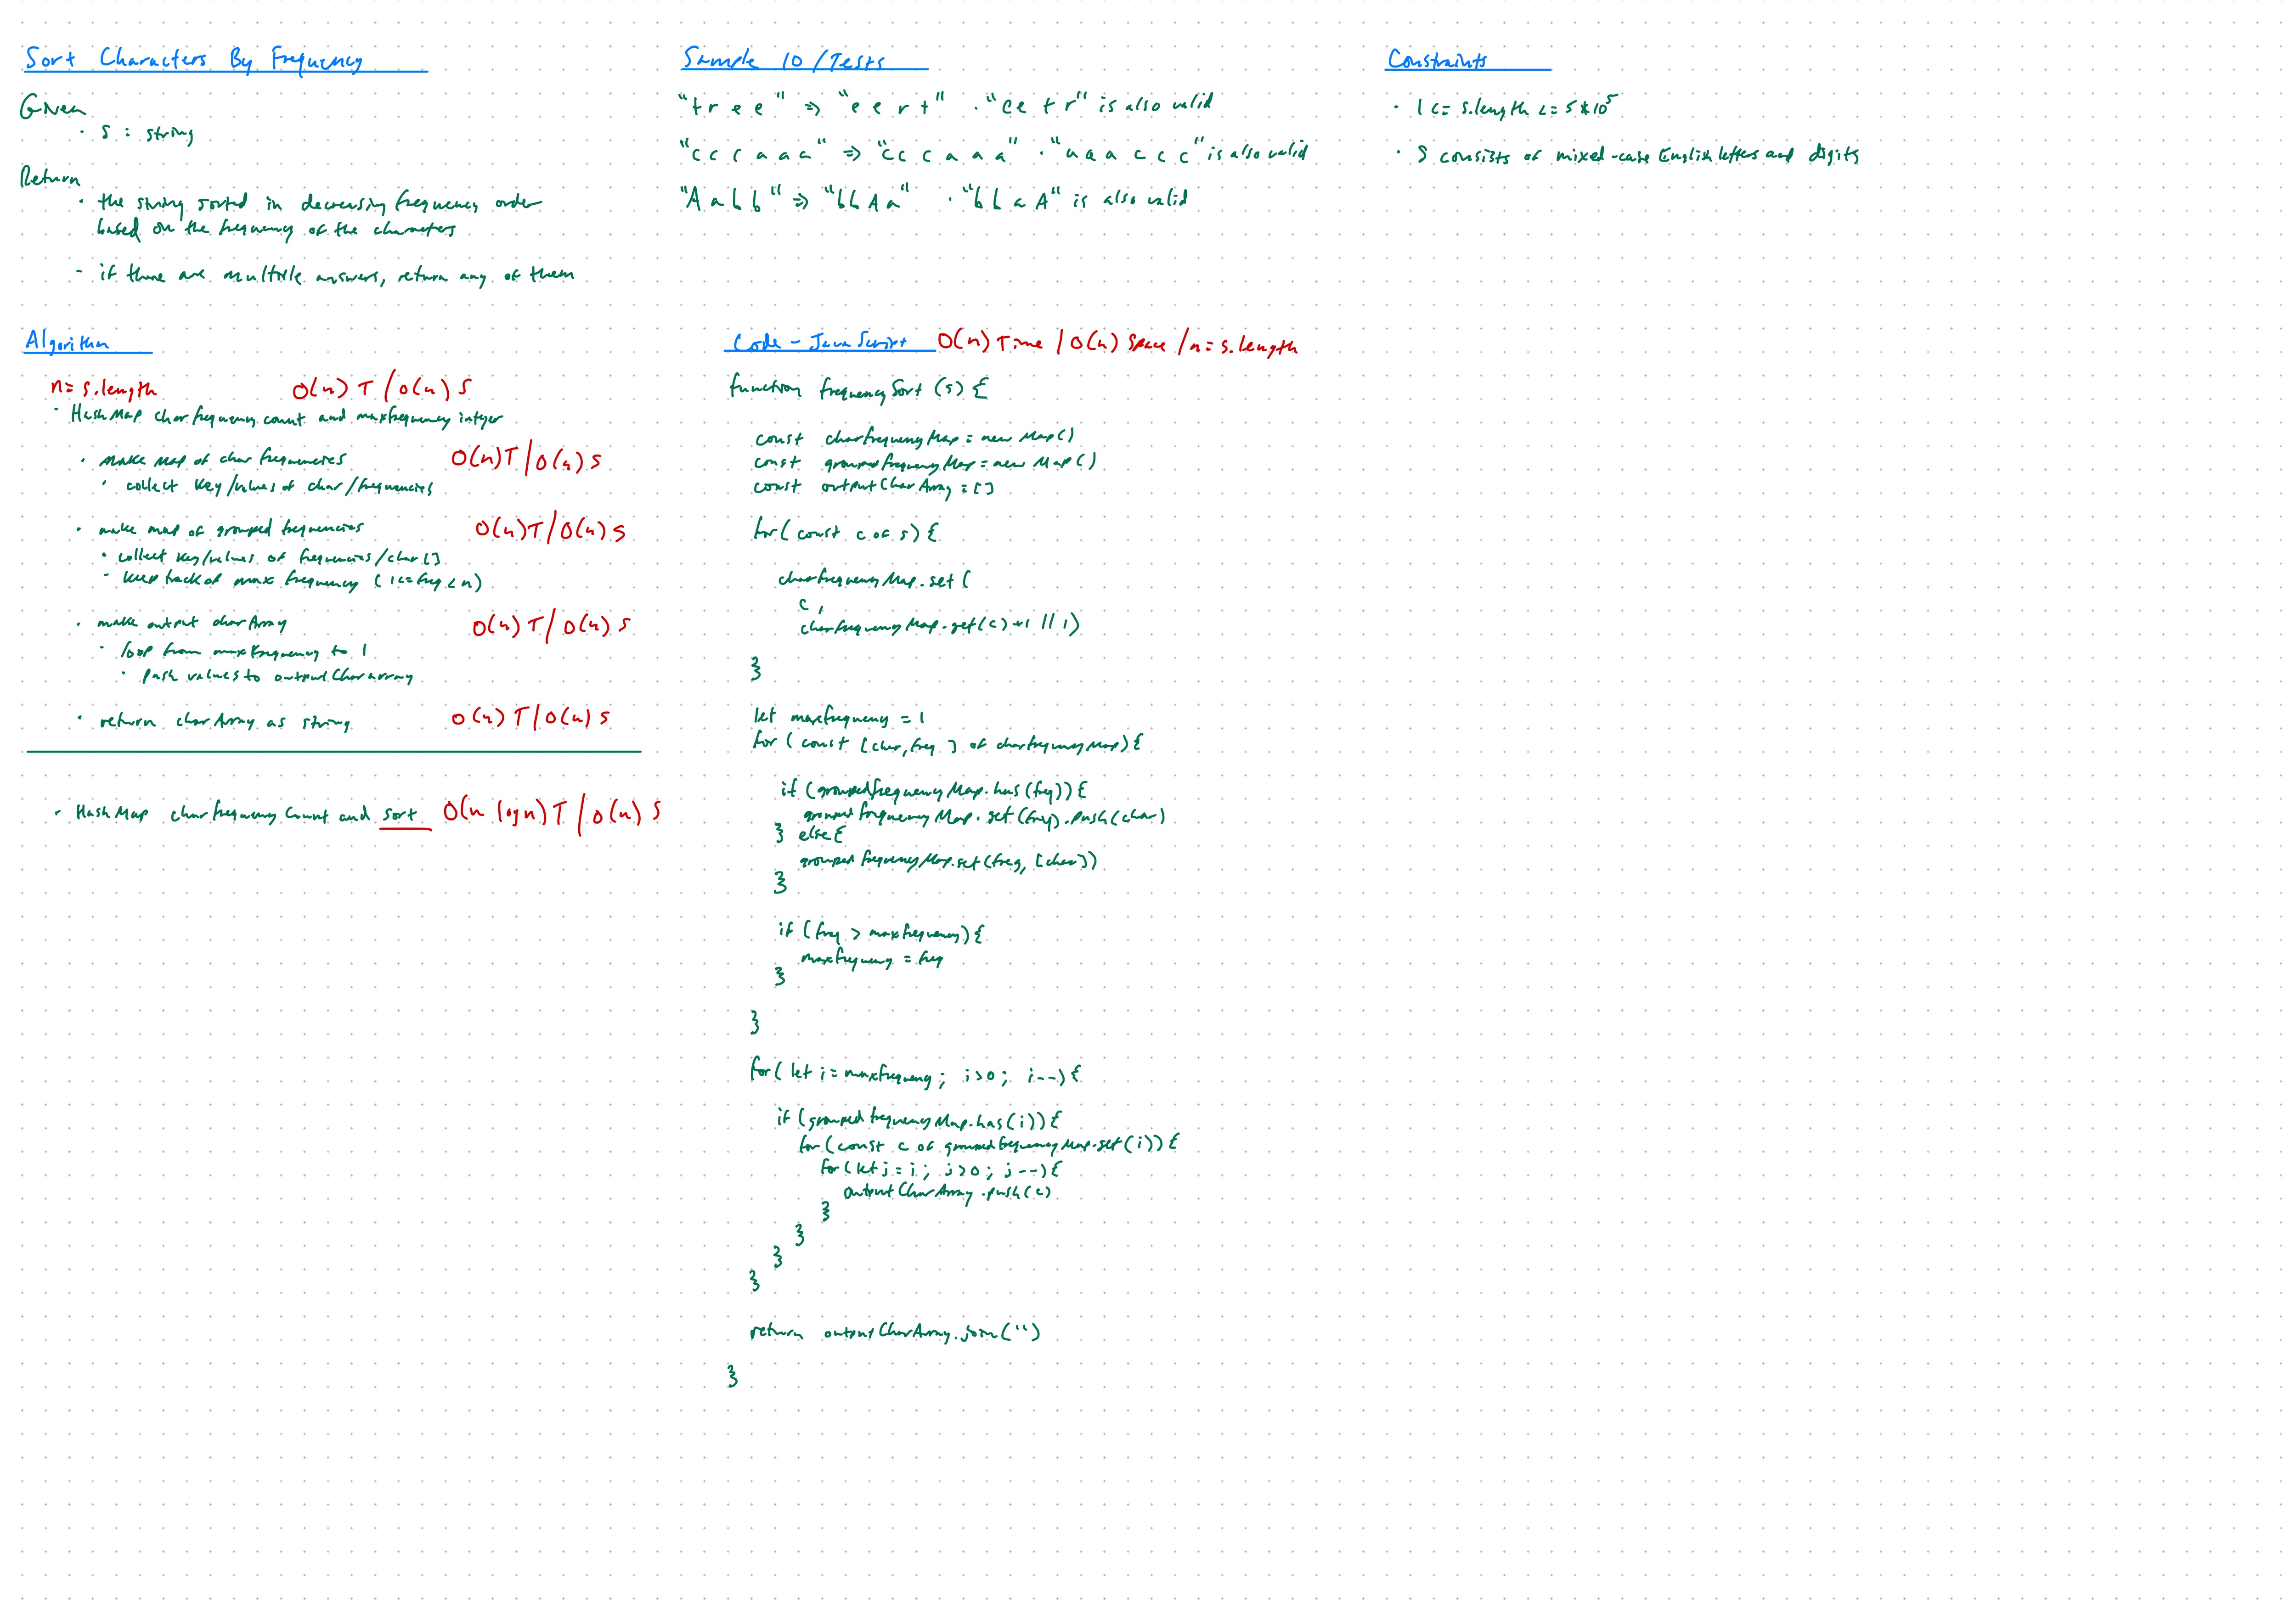 Sort Characters By Frequency
Given
· s : string
Return
· the string sorted in decreasing frequency order
based on the frequency of the characters
- if there are multiple answers, return any of them
Sample IO / Tests
"tree" => "eert" · "eetr" is also valid
"cccaaa" => "cccaaa" · "aaaccc" is also valid
"Aabb" => "bbAa" · "bbaA" is also valid
Constraints
· 1 <= s.length <= 5 * 10^5
· S consists of mixed-case English letters and digits
Algorithm
n = s.length O(n) T / O(n) S
· HashMap char frequency count and maxfrequency integer
· make map of char frequencies O(n) T / O(n) S
· collect key/values of char/frequencies
· make map of grouped frequencies O(n) T / O(n) S
· collect key/values of frequencies/char[]
· keep track of max frequency (1<=freq<n)
· make output charArray O(n) T / O(n) S
· loop from maxfrequency to 1
· push values to outputChararray
· return charArray as string O(n) T / O(n) S
· HashMap char frequency count and sort O(n log n) T / O(n) S
Code - JavaScript O(n) Time / O(n) Space / n = s.length
function frequencySort (s) {
const charfrequencyMap = new Map()
const groupedfrequencyMap = new Map()
const outputCharArray = []
for (const c of s) {
charfrequencyMap.set(
c,
charfrequencyMap.get(c) +1 || 1)
}
let maxfrequency = 1
for (const [char, freq] of charfrequencyMap) {
if (groupedfrequencyMap.has(freq)) {
groupedfrequencyMap.get(freq).push(char)
} else {
groupedfrequencyMap.set(freq, [char])
}
if (freq > maxfrequency) {
maxfrequency = freq
}
}
for (let i = maxfrequency; i > 0; i--) {
if (groupedfrequencyMap.has(i)) {
for (const c of groupedfrequencyMap.get(i)) {
for (let j = i; j > 0; j--) {
outputCharArray.push(c)
}
}
}
}
return outputCharArray.join('')
}